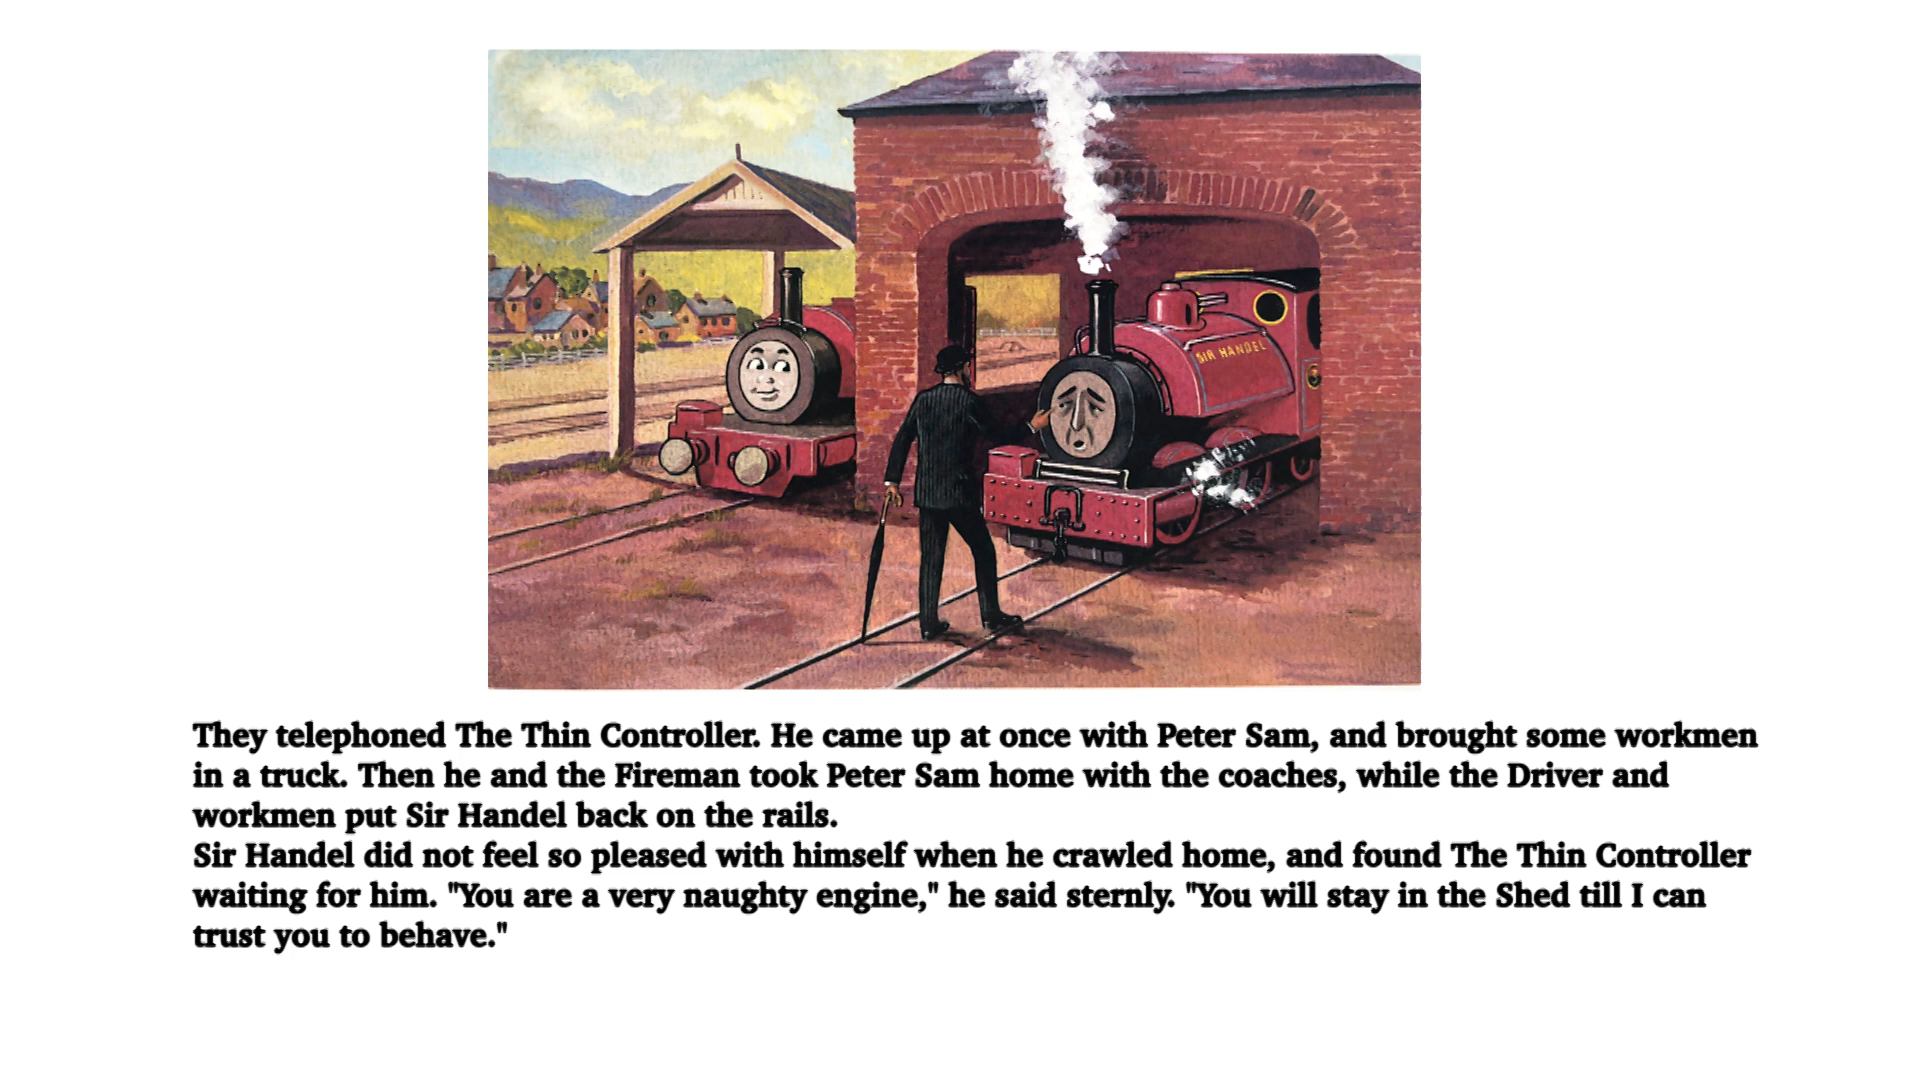 SIR HANDEL
They telephoned The Thin Controller. He came up at once with Peter Sam, and brought some workmen
in a truck. Then he and the Fireman took Peter Sam home with the coaches, while the Driver and
workmen put Sir Handel back on the rails.
Sir Handel did not feel so pleased with himself when he crawled home, and found The Thin Controller
waiting for him. "You are a very naughty engine," he said sternly. "You will stay in the Shed till I can
trust you to behave."